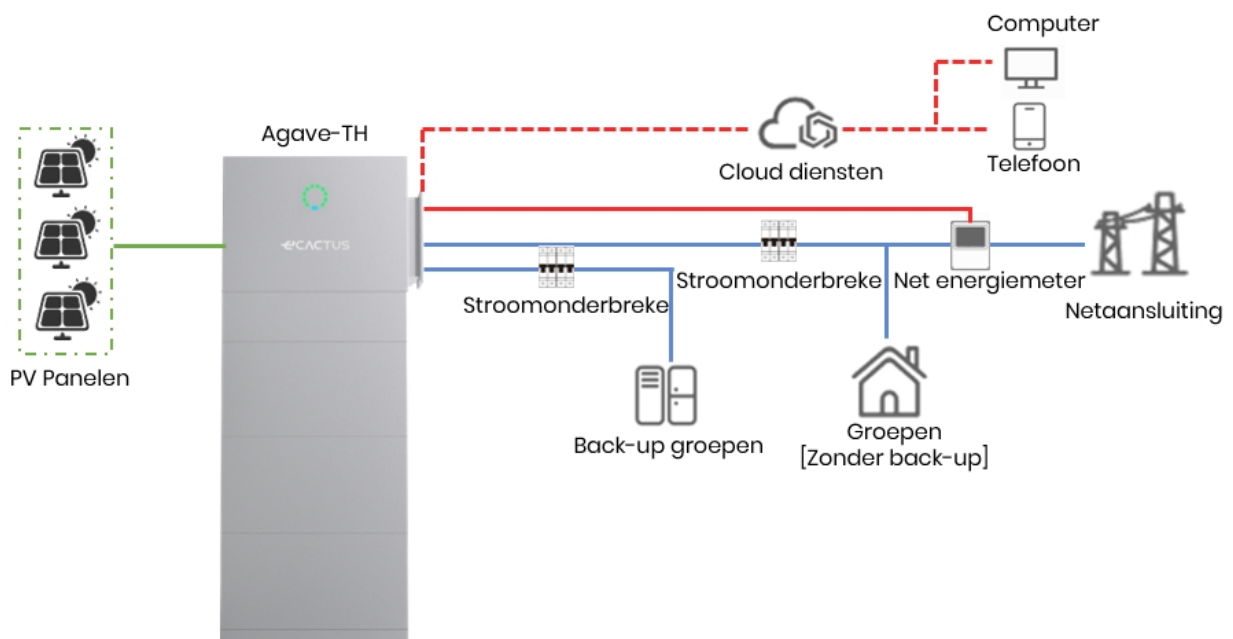 Computer
Agave-TH
Cloud diensten
Telefoon
eCACTUS
Stroomonderbreke
Stroomonderbreke
Net energiemeter
Netaansluiting
PV Panelen
Back-up groepen
Groepen
[Zonder back-up]